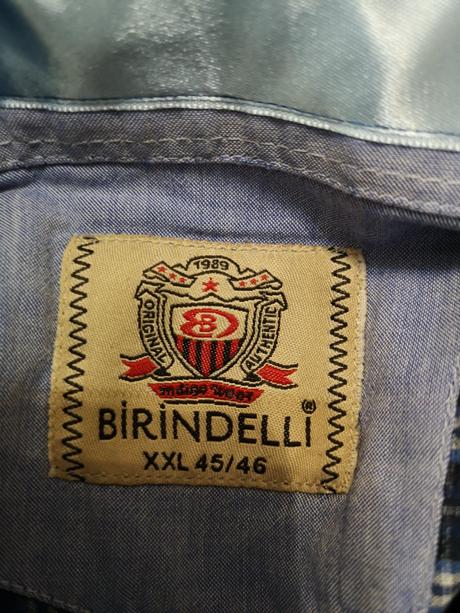 1989
ORIGINAL
AUTHENTIC
BiRiNDELLi®
XXL 45/46